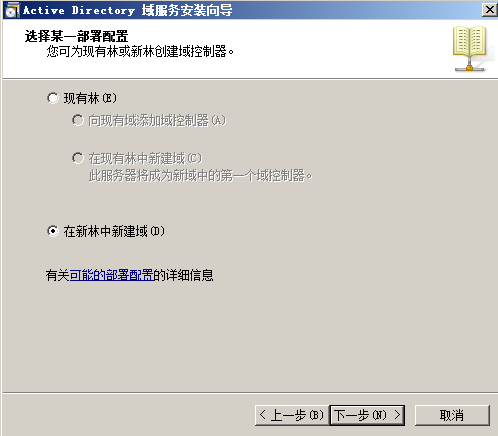 Active Directory 域服务安装向导
选择某一部署配置
您可为现有林或新林创建域控制器。
现有林(E)
向现有域添加域控制器(A)
在现有林中新建域(C)
此服务器将成为新域中的第一个域控制器。
在新林中新建域(D)
有关可能的部署配置的详细信息
< 上一步(B) 下一步(N) > 取消